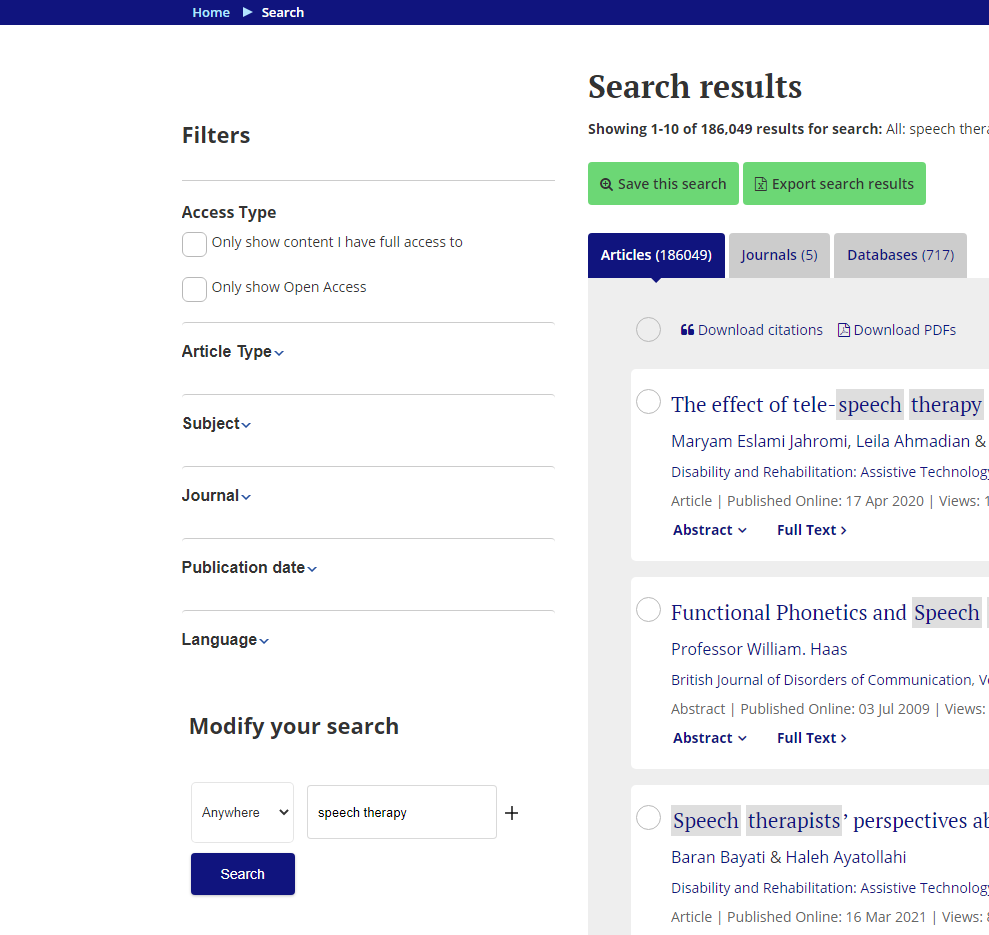 Home ► Search
Filters
Access Type
Only show content I have full access to
Only show Open Access
Article Type
Subject
Journal
Publication date
Language
Modify your search
Anywhere
speech therapy
+
Search
Search results
Showing 1-10 of 186,049 results for search: All: speech
Save this search
Export search results
Articles (186049)
Journals (5)
Databases (717)
Download citations
Download PDFs
The effect of tele-speech therapy
Maryam Eslami Jahromi, Leila Ahmadian &
Disability and Rehabilitation: Assistive Technology
Article | Published Online: 17 Apr 2020 | Views:
Abstract
Full Text
Functional Phonetics and Speech
Professor William. Haas
British Journal of Disorders of Communication,
Abstract | Published Online: 03 Jul 2009 | Views:
Abstract
Full Text
Speech therapists’ perspectives
Baran Bayati & Haleh Ayatollahi
Disability and Rehabilitation: Assistive Technology
Article | Published Online: 16 Mar 2021 | Views: